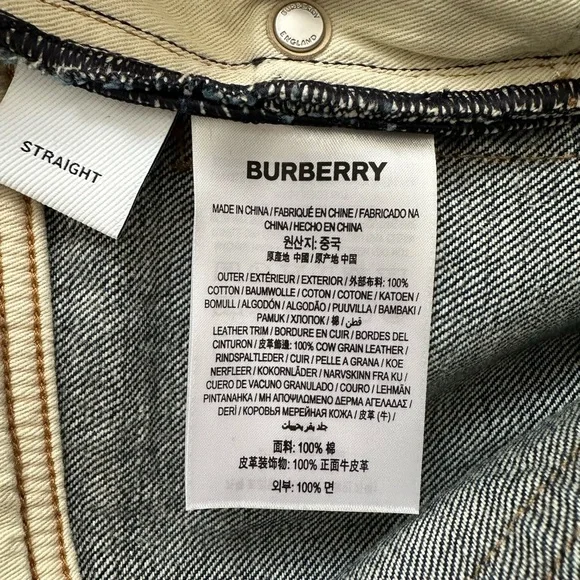 BURBERRY
ENGLAND
STRAIGHT
BURBERRY
MADE IN CHINA / FABRIQUÉ EN CHINE / FABRICADO NA
CHINA / HECHO EN CHINA
원산지: 중국
原產地 中國 / 原产地 中国
OUTER / EXTÉRIEUR / EXTERIOR / 外部布料: 100%
COTTON / BAUMWOLLE / COTON / COTONE / KATOEN /
BOMULL / ALGODÓN / ALGODÃO / PUUVILLA / BAMBAKI /
PAMUK / ХЛОПОК / 棉 / قطن
LEATHER TRIM / BORDURE EN CUIR / BORDES DEL
CINTURON / 皮革飾邊: 100% COW GRAIN LEATHER /
RINDSPALTLEDER / CUIR / PELLE A GRANA / KOE
NERFLEER / KOKORNLÄDER / NARVSKINN FRA KU /
CUERO DE VACUNO GRANULADO / COURO / LEHMÄN
PINTANAHKA / ΜΗ ΑΠΟΨΙΛΩΜΕΝΟ ΔΕΡΜΑ ΑΓΕΛΑΔΑΣ /
DERİ / КОРОВЬЯ МЕРЕЙНАЯ КОЖА / 皮革 (牛) /
جلد بقر بحبيبات
面料: 100% 棉
皮革装饰物: 100% 正面牛皮革
외부: 100% 면